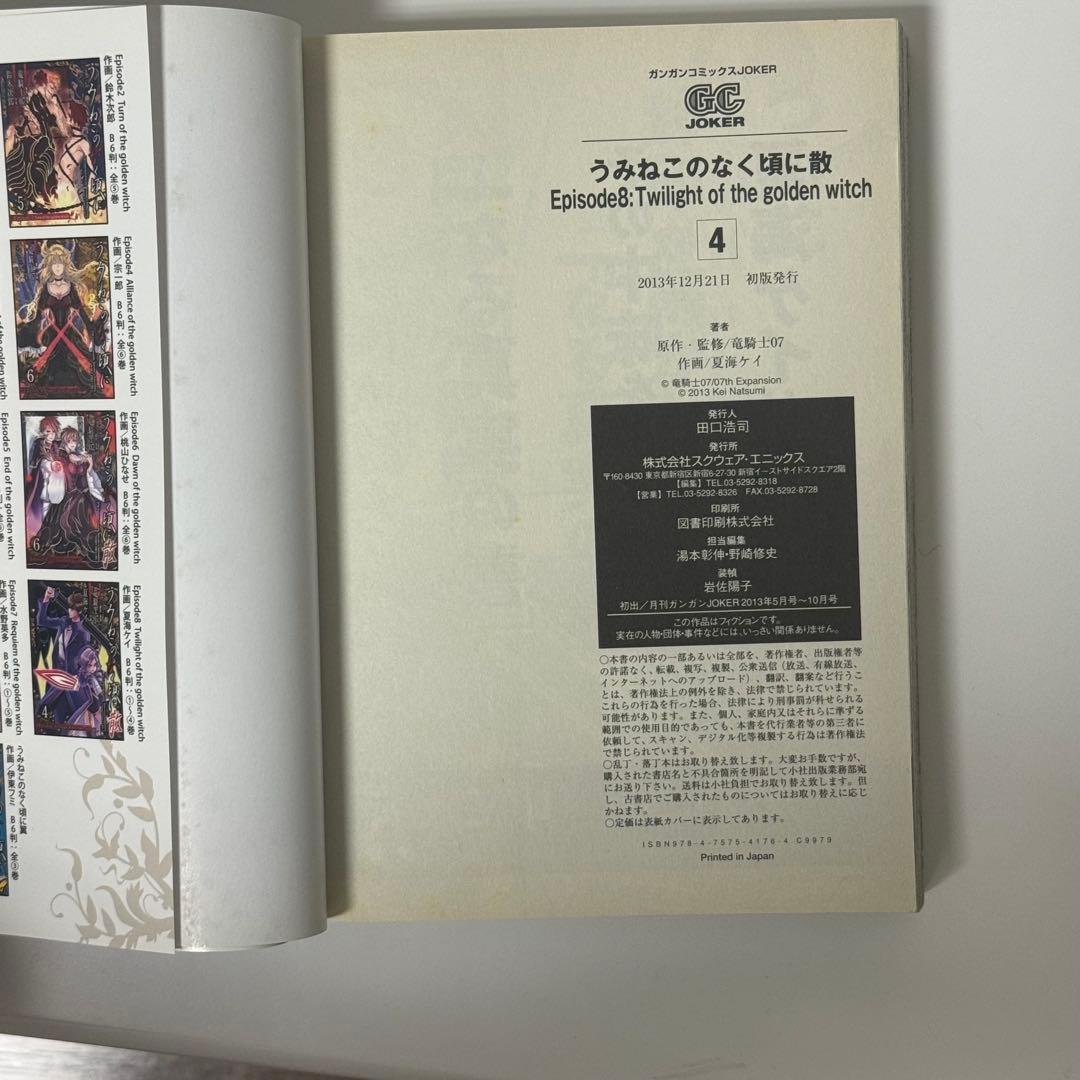 Episode2 Turn of the golden witch
作画／鈴木次郎 B6判：全⑤巻
5
Episode4 Alliance of the golden witch
作画／宗一郎 B6判：全⑥巻
うみねこのなく頃に
6
Episode6 Dawn of the golden witch
作画／桃山ひなせ B6判：全⑥巻
6
Episode8 Twilight of the golden witch
作画／夏海ケイ B6判：①〜④巻
うみねこのなく頃に散
4
of the golden witch
Episode5 End of the golden witch
Episode7 Requiem of the golden witch
作画／水野英多 B6判：①〜⑤巻
うみねこのなく頃に翼
作画／伊東フミ B6判：全③巻
ガンガンコミックスJOKER
GC
JOKER
うみねこのなく頃に散
Episode8:Twilight of the golden witch
4
2013年12月21日 初版発行
著者
原作・監修/竜騎士07
作画/夏海ケイ
© 竜騎士07/07th Expansion
© 2013 Kei Natsumi
発行人
田口浩司
発行所
株式会社スクウェア・エニックス
〒160-8430 東京都新宿区新宿6-27-30 新宿イーストサイドスクエア2階
【編集】TEL.03-5292-8318
【営業】TEL.03-5292-8326 FAX.03-5292-8728
印刷所
図書印刷株式会社
担当編集
湯本彰伸・野崎修史
装幀
岩佐陽子
初出／月刊ガンガンJOKER 2013年5月号〜10月号
この作品はフィクションです。
実在の人物・団体・事件などには、いっさい関係ありません。
○本書の内容の一部あるいは全部を、著作権者、出版権者等
の許諾なく、転載、複写、複製、公衆送信（放送、有線放送、
インターネットへのアップロード）、翻訳、翻案など行うこ
とは、著作権法上の例外を除き、法律で禁じられています。
これらの行為を行った場合、法律により刑事罰が科せられる
可能性があります。また、個人、家庭内又はそれらに準ずる
範囲での使用目的であっても、本書を代行業者等の第三者に
依頼して、スキャン、デジタル化等複製する行為は著作権法
で禁じられています。
○乱丁・落丁本はお取り替え致します。大変お手数ですが、
購入された書店名と不具合箇所を明記して小社出版業務部宛
にお送り下さい。送料は小社負担でお取り替え致します。但
し、古書店でご購入されたものについてはお取り替えに応じ
かねます。
○定価は表紙カバーに表示してあります。
ISBN978-4-7575-4176-4 C9979
Printed in Japan